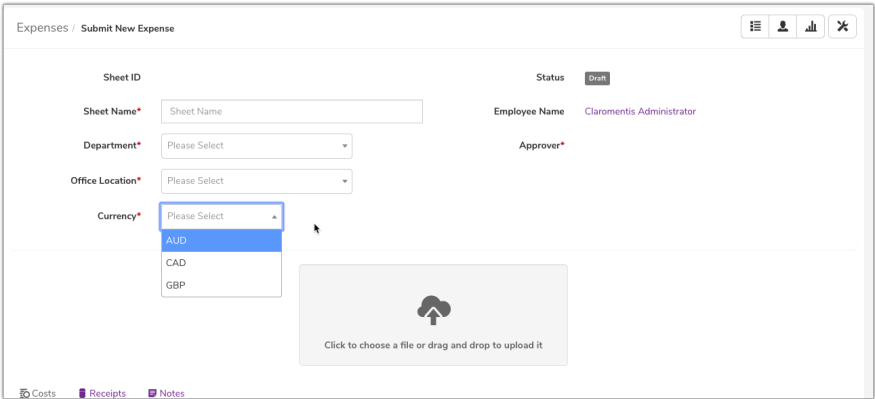 Expenses / Submit New Expense
Sheet ID
Status Draft
Sheet Name* Sheet Name
Employee Name Claromentis Administrator
Department* Please Select
Approver*
Office Location* Please Select
Currency* Please Select
AUD
CAD
GBP
Click to choose a file or drag and drop to upload it
Costs Receipts Notes